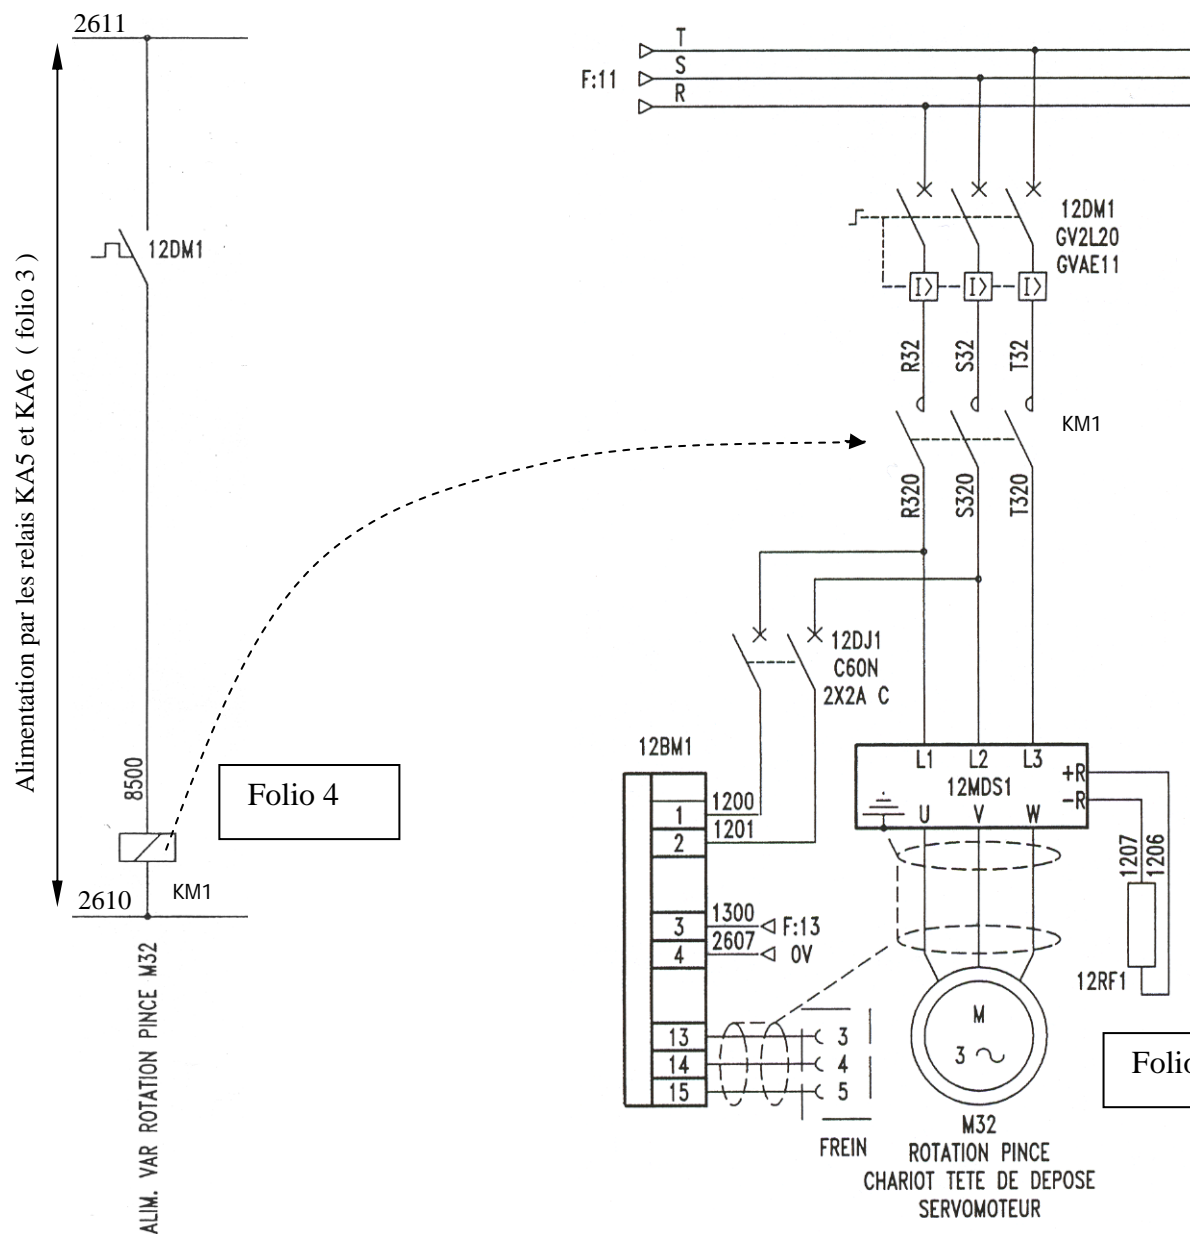 2611
Alimentation par les relais KA5 et KA6 ( folio 3 )
12DM1
8500
Folio 4
KM1
2610
ALIM. VAR ROTATION PINCE M32
F:11
T
S
R
12DM1
GV2L20
GVAE11
I>
I>
I>
R32
S32
T32
KM1
R320
S320
T320
12DJ1
C60N
2X2A C
12BM1
1
1200
2
1201
3
1300
F:13
4
2607
0V
13
14
15
3
4
5
FREIN
L1
L2
L3
12MDS1
+R
-R
U
V
W
1207
1206
12RF1
M
3 ~
M32
ROTATION PINCE
CHARIOT TETE DE DEPOSE
SERVOMOTEUR
Folio